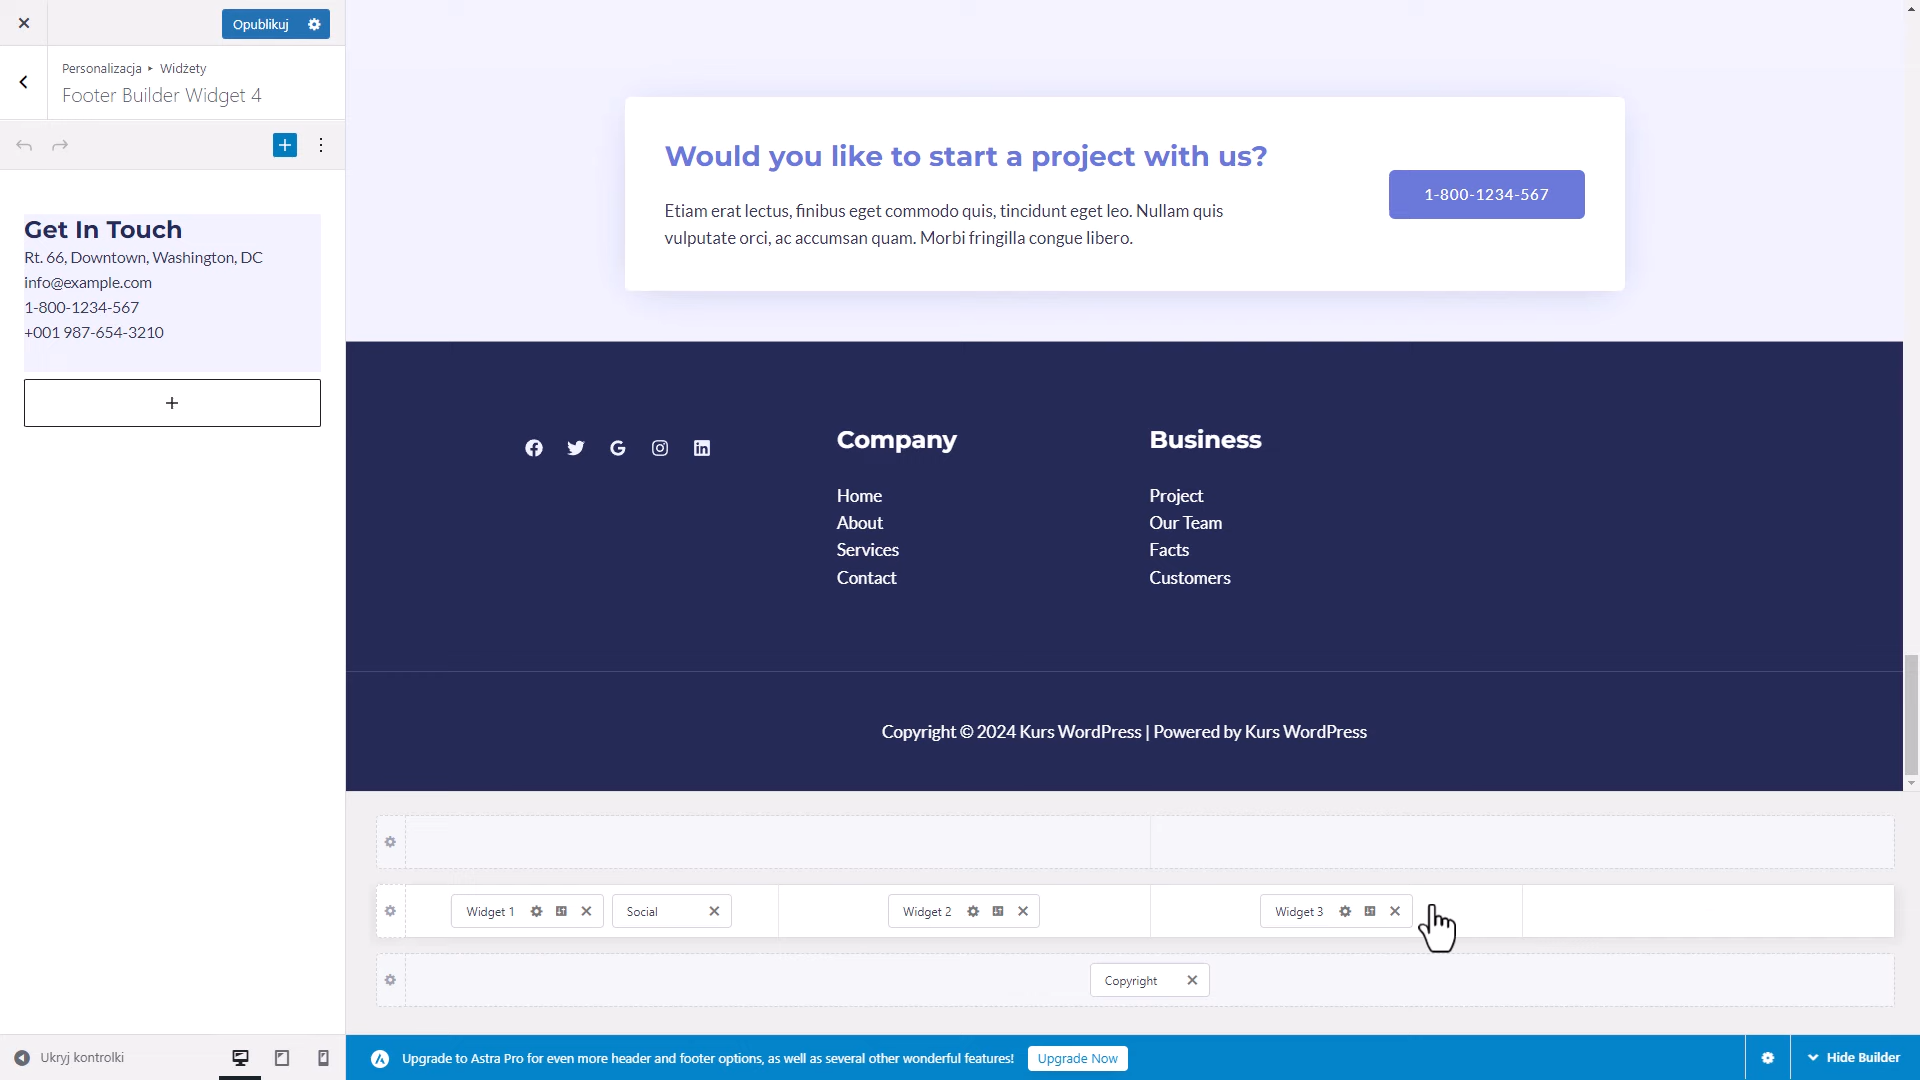 Opublikuj
Personalizacja ▸ Widżety
Footer Builder Widget 4
Get In Touch
Rt. 66, Downtown, Washington, DC
info@example.com
1-800-1234-567
+001 987-654-3210
Would you like to start a project with us?
Etiam erat lectus, finibus eget commodo quis, tincidunt eget leo. Nullam quis
vulputate orci, ac accumsan quam. Morbi fringilla congue libero.
1-800-1234-567
Company
Home
About
Services
Contact
Business
Project
Our Team
Facts
Customers
Copyright © 2024 Kurs WordPress | Powered by Kurs WordPress
Widget 1
Social
Widget 2
Widget 3
Copyright
Ukryj kontrolki
Upgrade to Astra Pro for even more header and footer options, as well as several other wonderful features!
Upgrade Now
Hide Builder